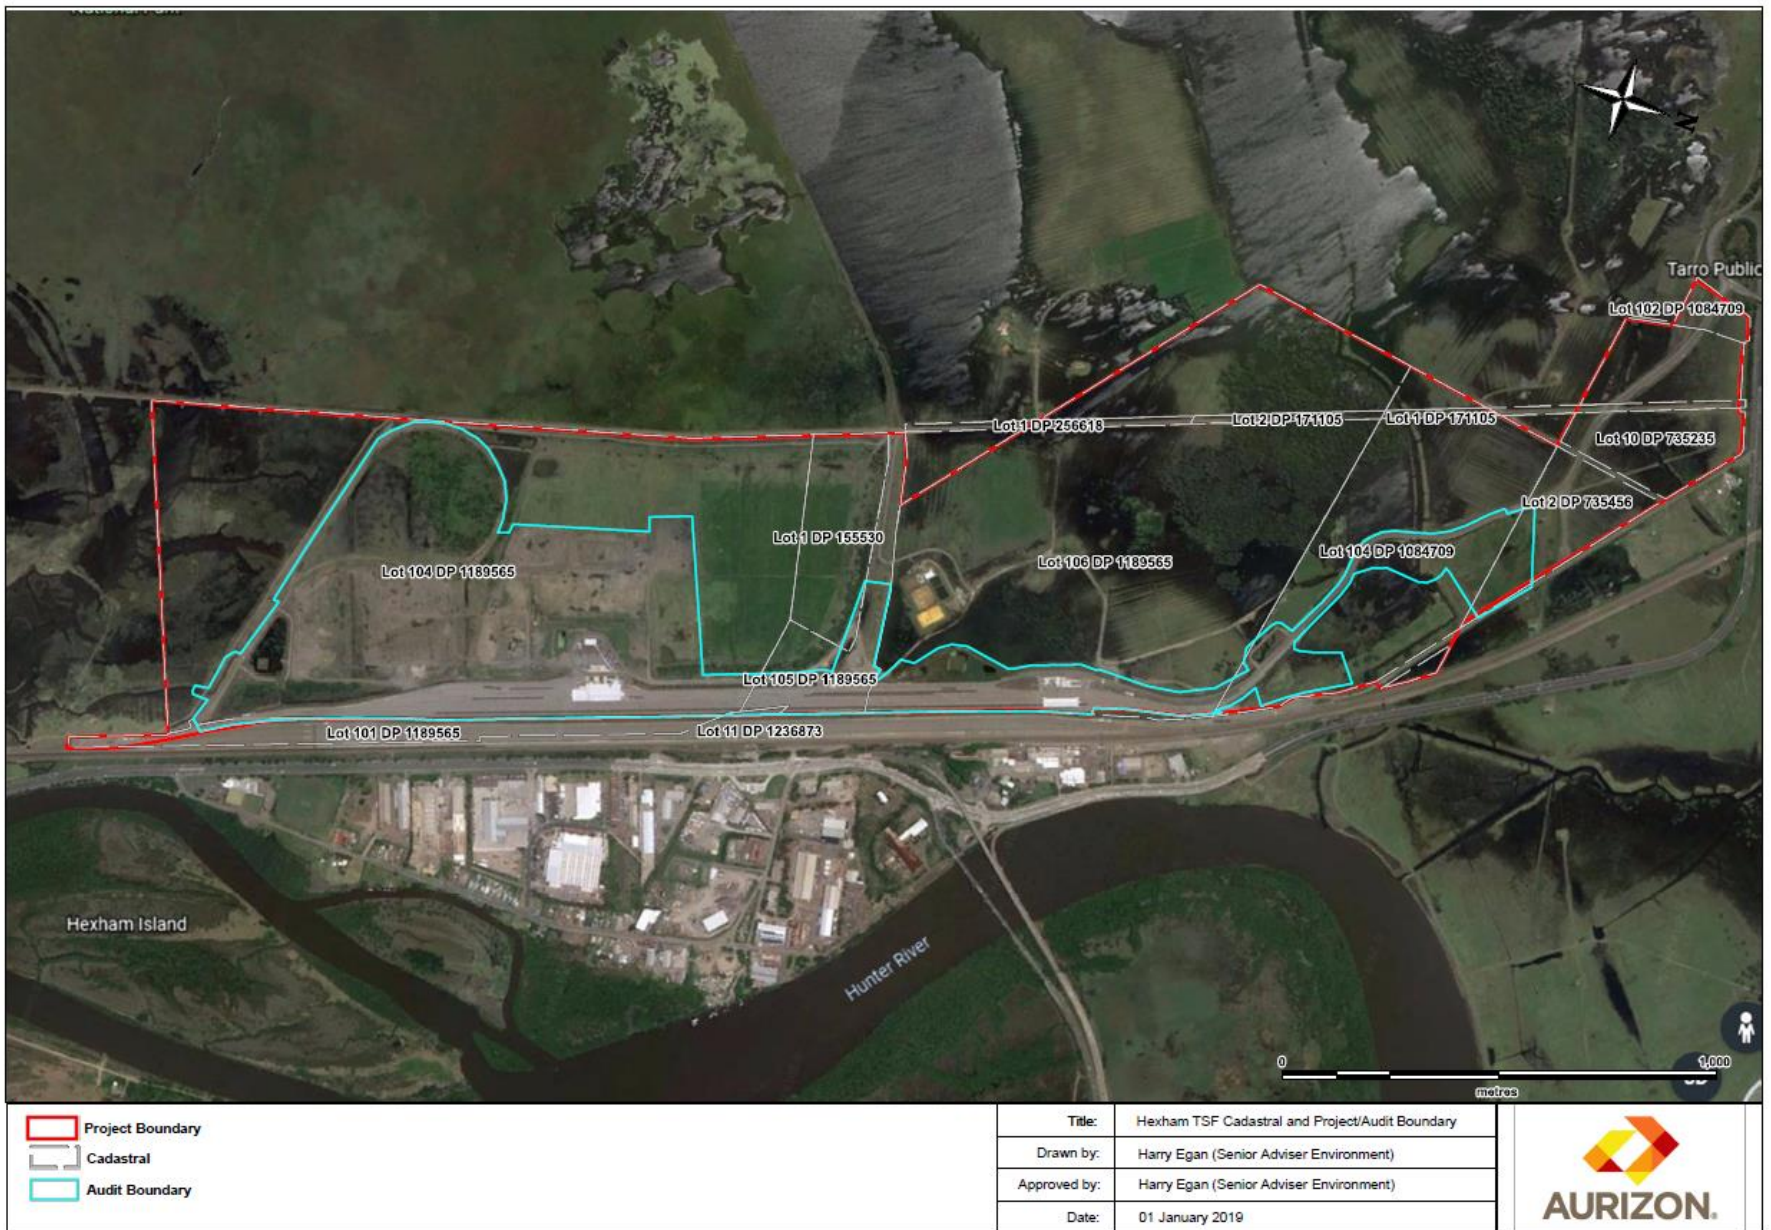 National Park
N
Tarro Public
Lot 102 DP 1084709
Lot 1 DP 256618
Lot 2 DP 171105
Lot 1 DP 171105
Lot 10 DP 735235
Lot 2 DP 735456
Lot 1 DP 155530
Lot 104 DP 1084709
Lot 106 DP 1189565
Lot 104 DP 1189565
Lot 105 DP 1189565
Lot 101 DP 1189565
Lot 11 DP 1236873
Hexham Island
Hunter River
0
1,000
metres
Project Boundary
Cadastral
Audit Boundary
Title: Hexham TSF Cadastral and Project/Audit Boundary
Drawn by: Harry Egan (Senior Adviser Environment)
Approved by: Harry Egan (Senior Adviser Environment)
Date: 01 January 2019
AURIZON.